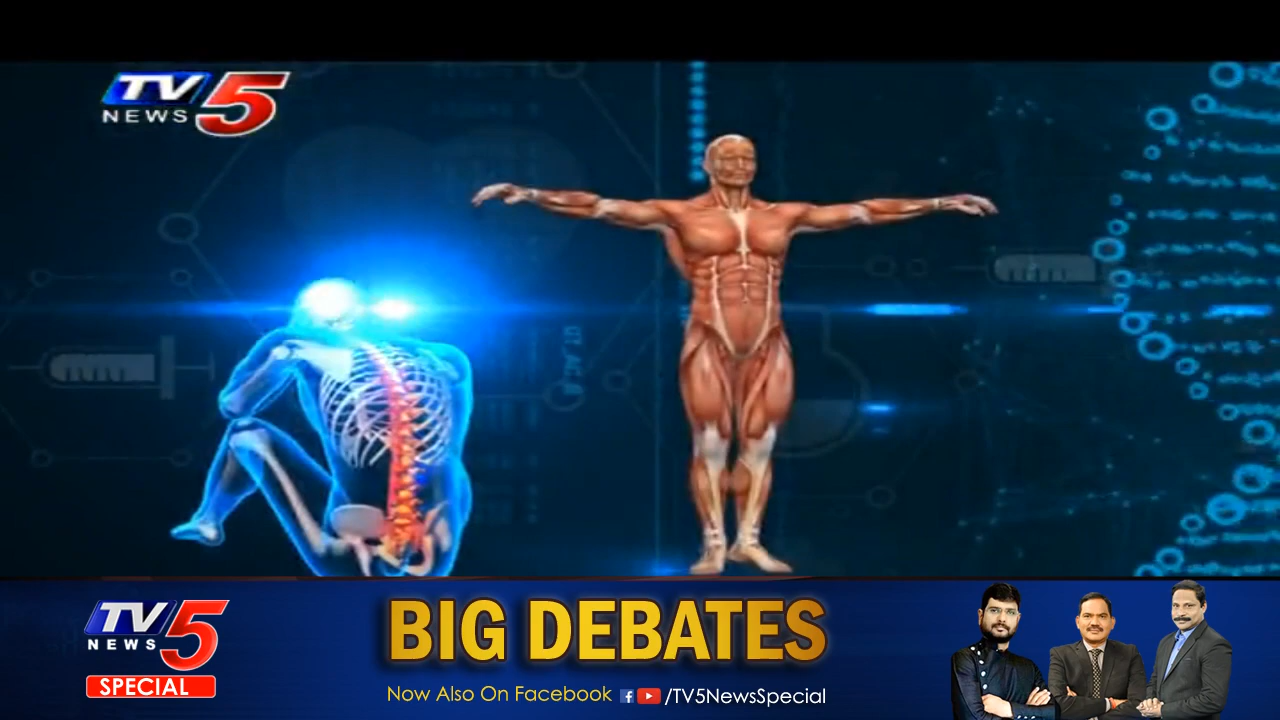 TV5
NEWS
TV5
NEWS
SPECIAL
BIG DEBATES
Now Also On Facebook /TV5NewsSpecial